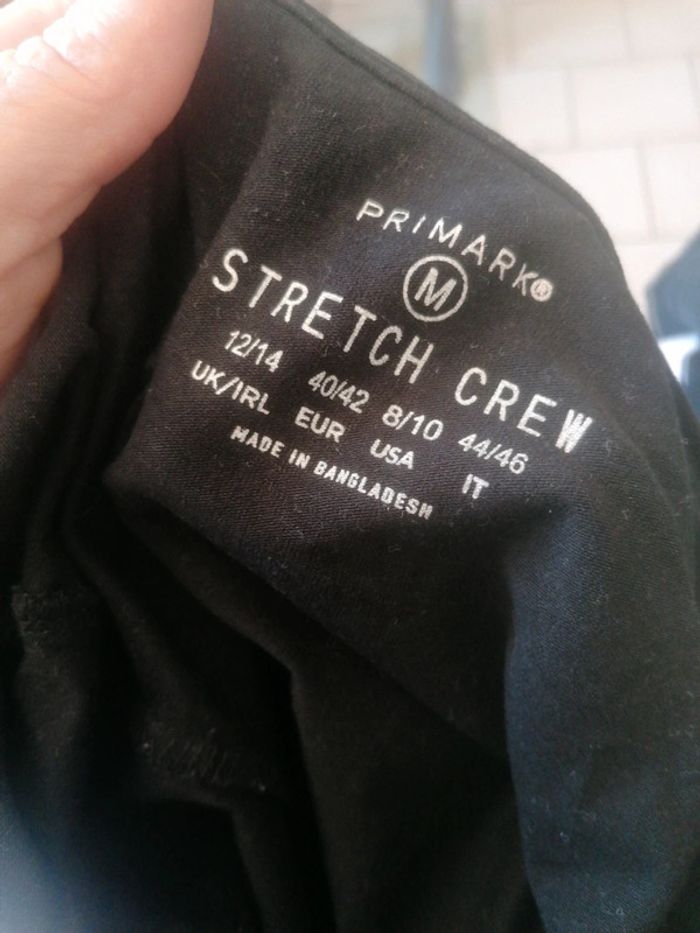 PRIMARK®
M
STRETCH CREW
12/14 40/42 8/10 44/46
UK/IRL EUR USA IT
MADE IN BANGLADESH